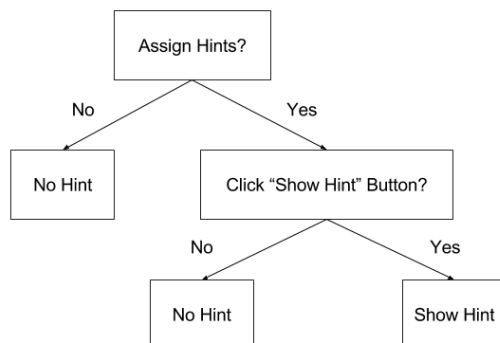 Assign Hints?
No
Yes
No Hint
Click “Show Hint” Button?
No
Yes
No Hint
Show Hint